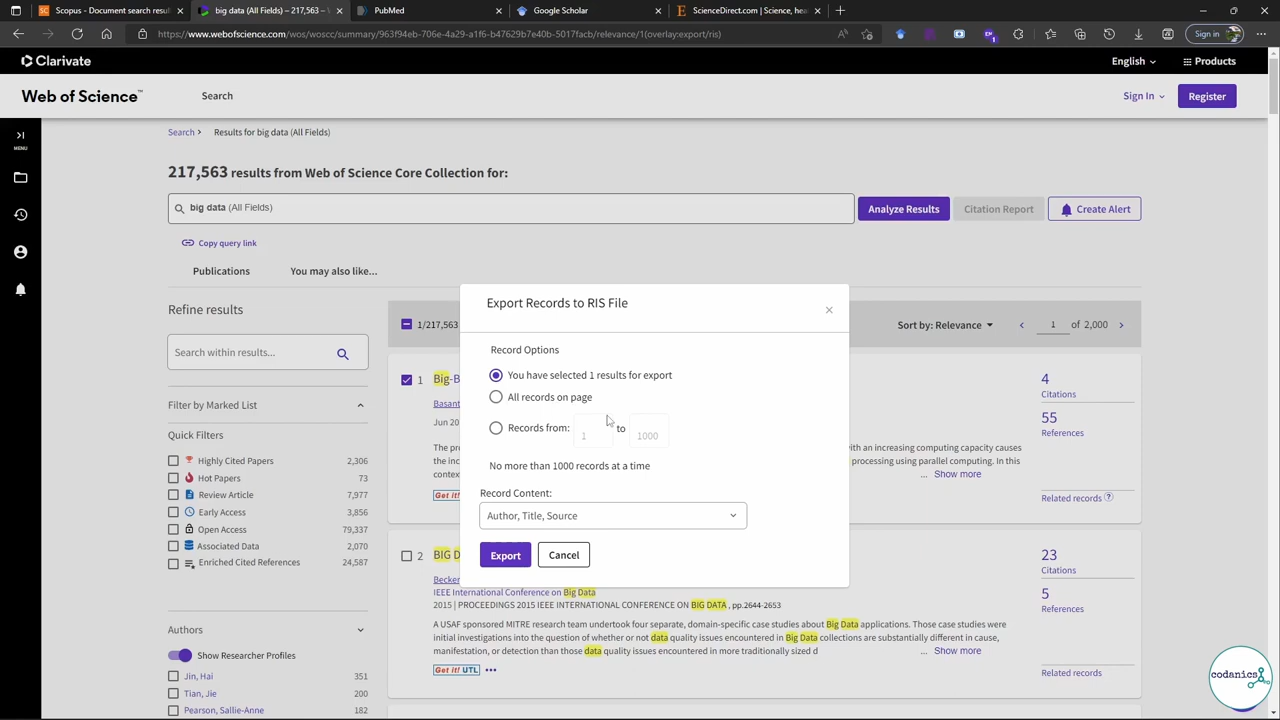 Scopus - Document search result
big data (All Fields) – 217,563 –
PubMed
Google Scholar
ScienceDirect.com | Science, hea
https://www.webofscience.com/wos/woscc/summary/963f94eb-706e-4a29-a1f6-b47629b7e40b-5017facb/relevance/1(overlay:export/ris)
Sign in
Clarivate
English
Products
Web of Science™
Search
Sign In
Register
MENU
Search > Results for big data (All Fields)
217,563 results from Web of Science Core Collection for:
big data (All Fields)
Analyze Results
Citation Report
Create Alert
Copy query link
Publications
You may also like...
Refine results
Search within results...
Filter by Marked List
Quick Filters
Highly Cited Papers 2,306
Hot Papers 73
Review Article 7,977
Early Access 3,856
Open Access 79,337
Associated Data 2,070
Enriched Cited References 24,587
Authors
Show Researcher Profiles
Jin, Hai 351
Tian, Jie 200
Pearson, Sallie-Anne 182
1/217,563
Sort by: Relevance
1 of 2,000
Export Records to RIS File
Record Options
You have selected 1 results for export
All records on page
Records from: 1 to 1000
No more than 1000 records at a time
Record Content:
Author, Title, Source
Export
Cancel
1 Big-B
Basant
Jun 20
The pr
the inc
contex
with an increasing computing capacity causes
processing using parallel computing. In this
... Show more
Get it!
4
Citations
55
References
Related records ?
2 BIG D
Becker
IEEE International Conference on Big Data
2015 | PROCEEDINGS 2015 IEEE INTERNATIONAL CONFERENCE ON BIG DATA , pp.2644-2653
A USAF sponsored MITRE research team undertook four separate, domain-specific case studies about Big Data applications. Those case studies were
initial investigations into the question of whether or not data quality issues encountered in Big Data collections are substantially different in cause,
manifestation, or detection than those data quality issues encountered in more traditionally sized d
... Show more
Get it! UTL
23
Citations
5
References
Related records
codanics